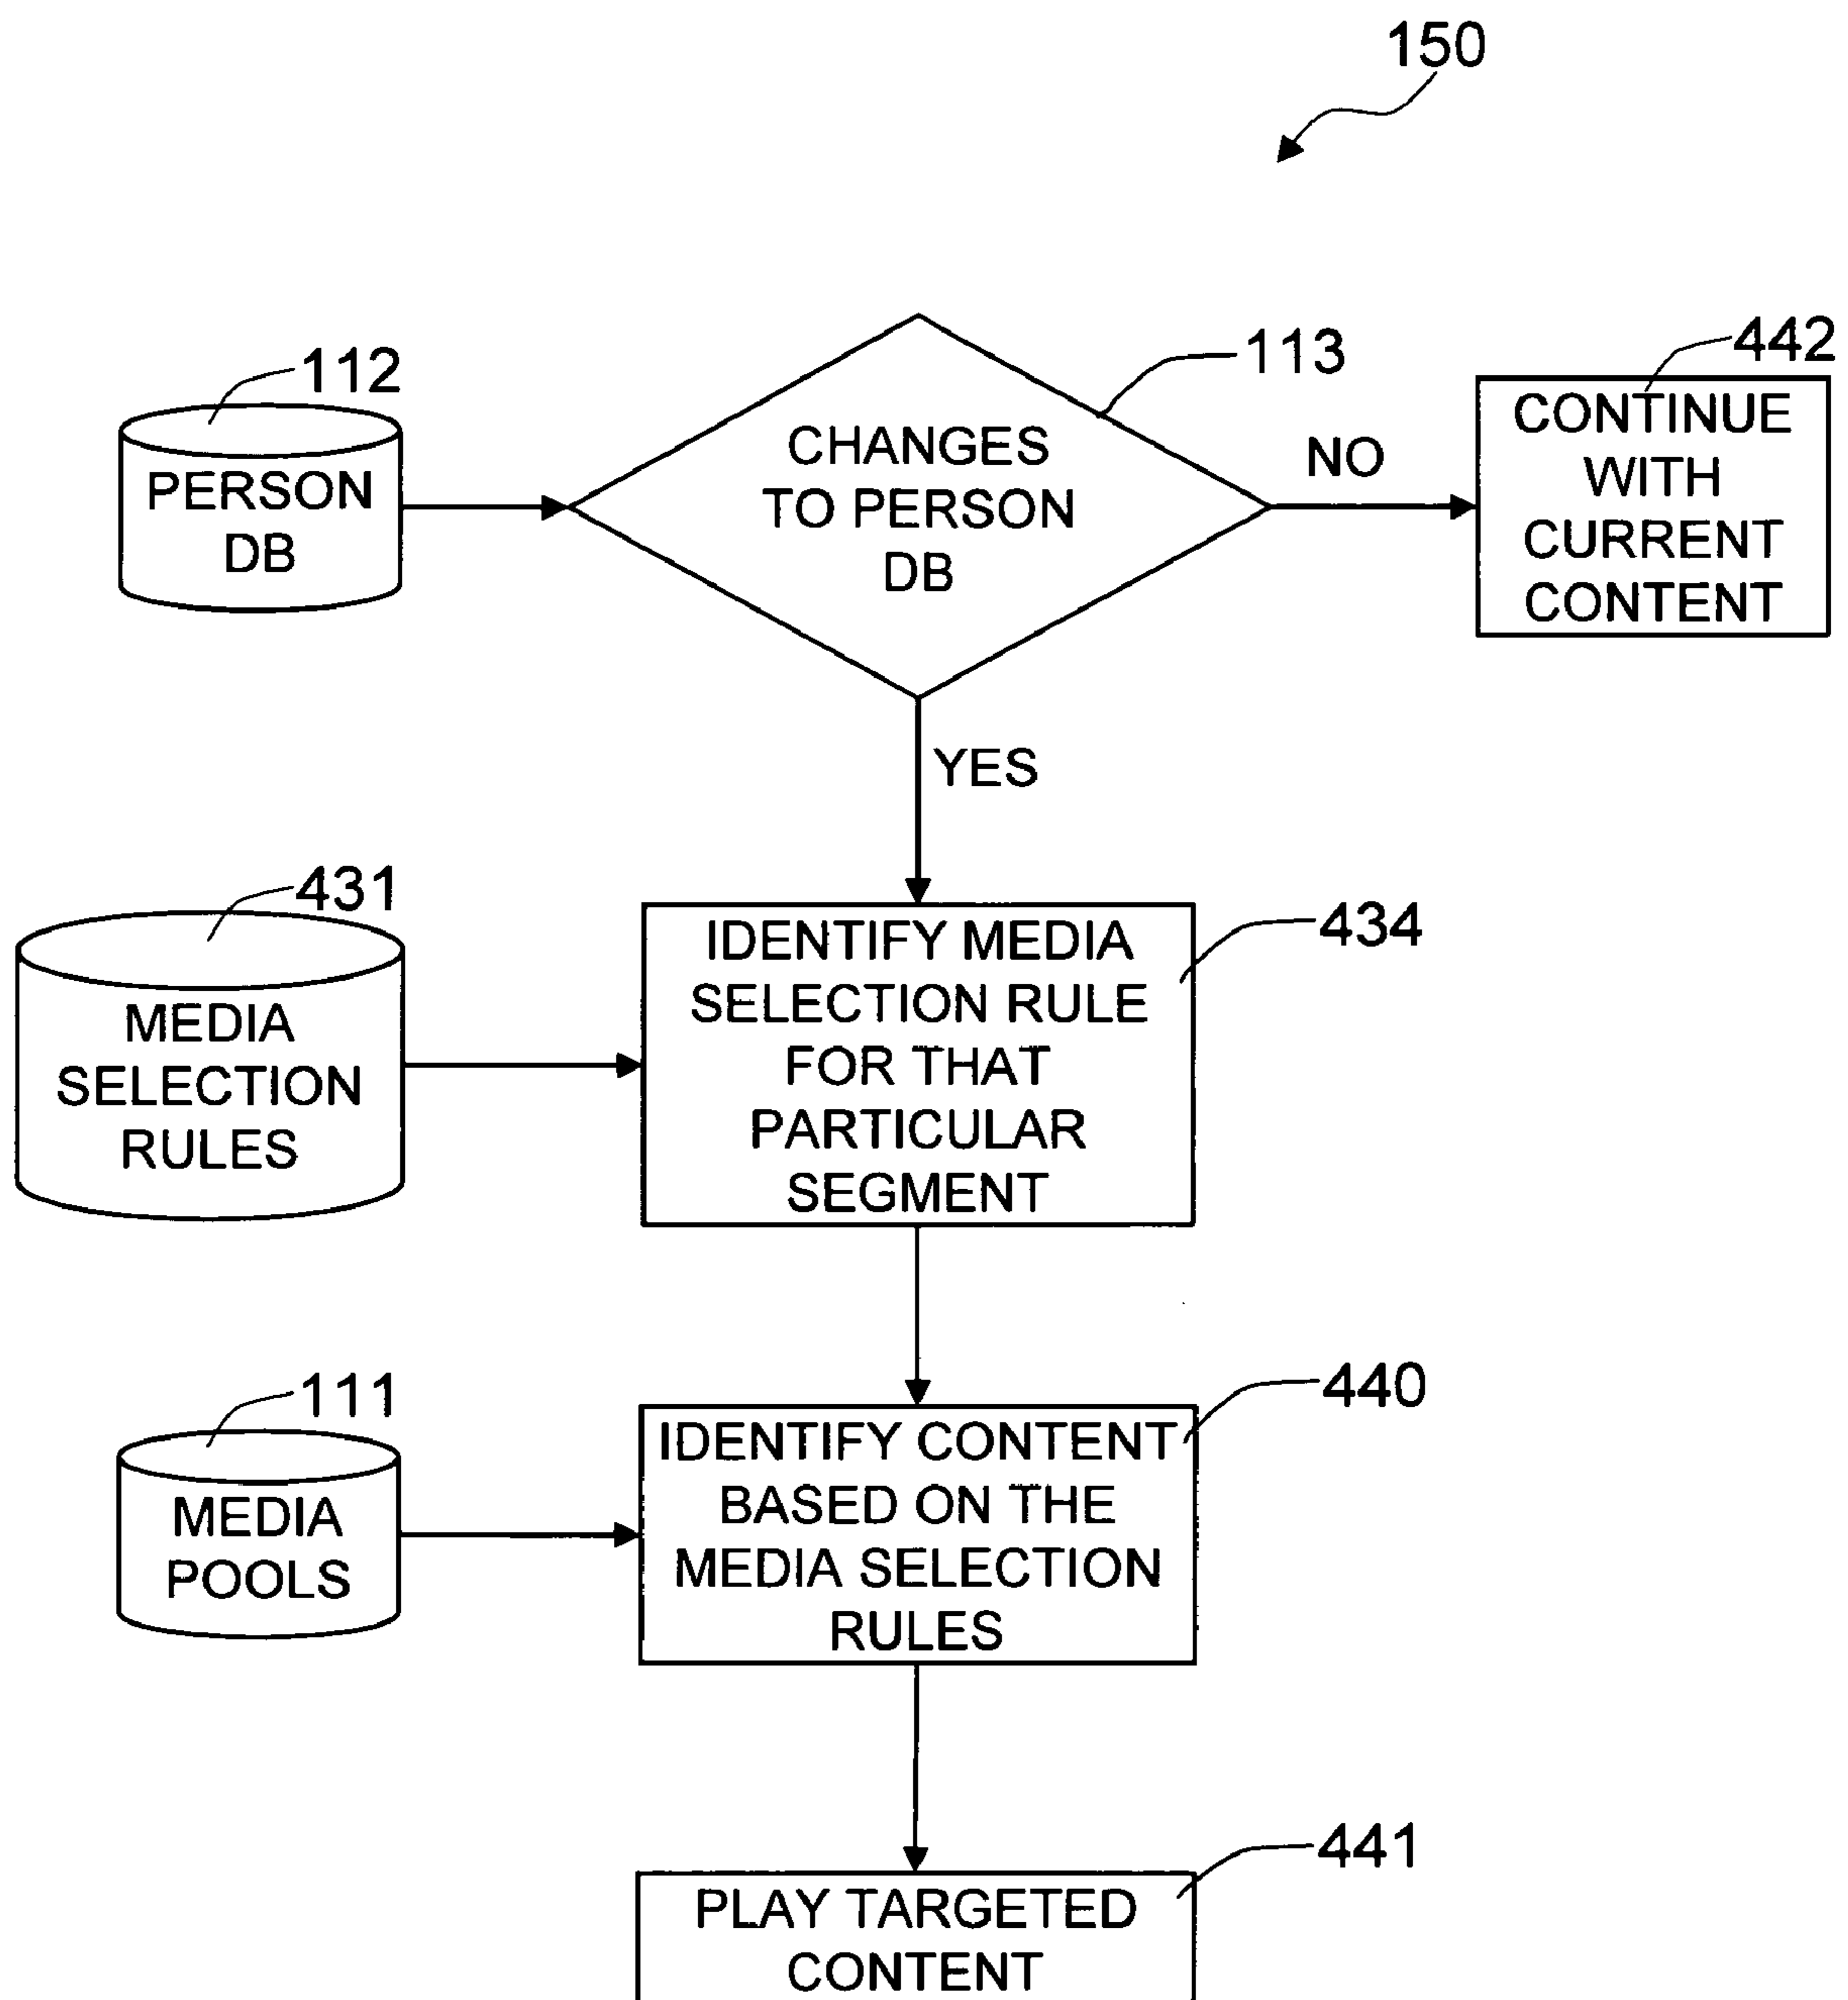 150
112
PERSON
DB
113
CHANGES
TO PERSON
DB
NO
442
CONTINUE
WITH
CURRENT
CONTENT
YES
431
MEDIA
SELECTION
RULES
434
IDENTIFY MEDIA
SELECTION RULE
FOR THAT
PARTICULAR
SEGMENT
111
MEDIA
POOLS
440
IDENTIFY CONTENT
BASED ON THE
MEDIA SELECTION
RULES
441
PLAY TARGETED
CONTENT